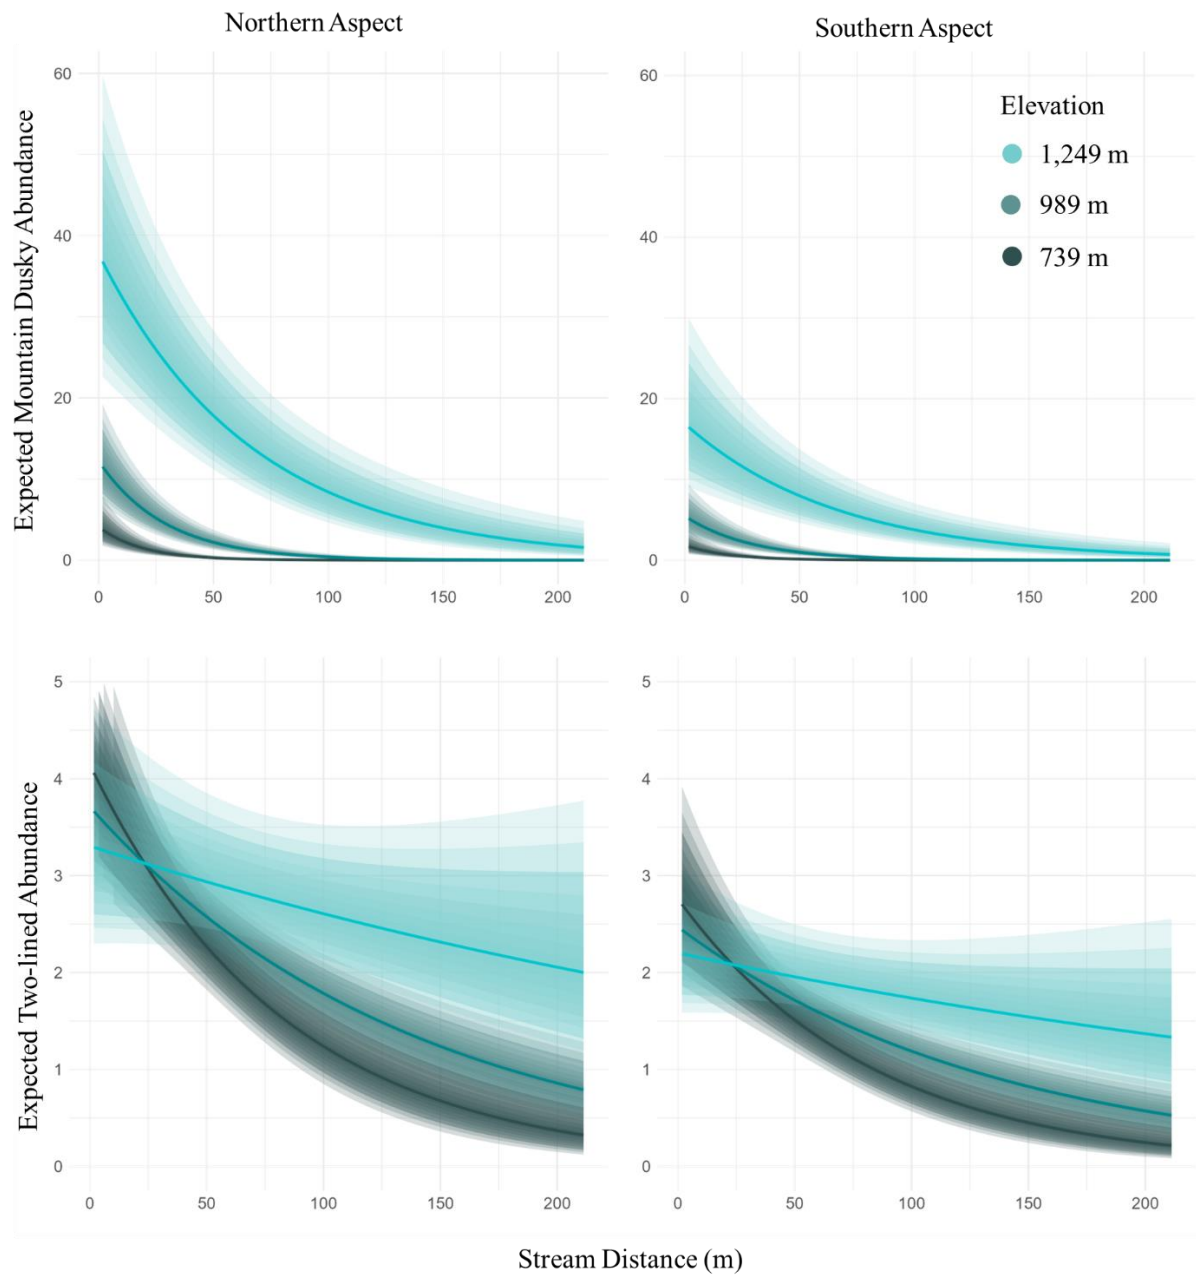 Northern Aspect
Southern Aspect
Expected Mountain Dusky Abundance
60
40
20
0
0 50 100 150 200
60
40
20
0
0 50 100 150 200
Elevation
1,249 m
989 m
739 m
Expected Two-lined Abundance
5
4
3
2
1
0
0 50 100 150 200
5
4
3
2
1
0
0 50 100 150 200
Stream Distance (m)